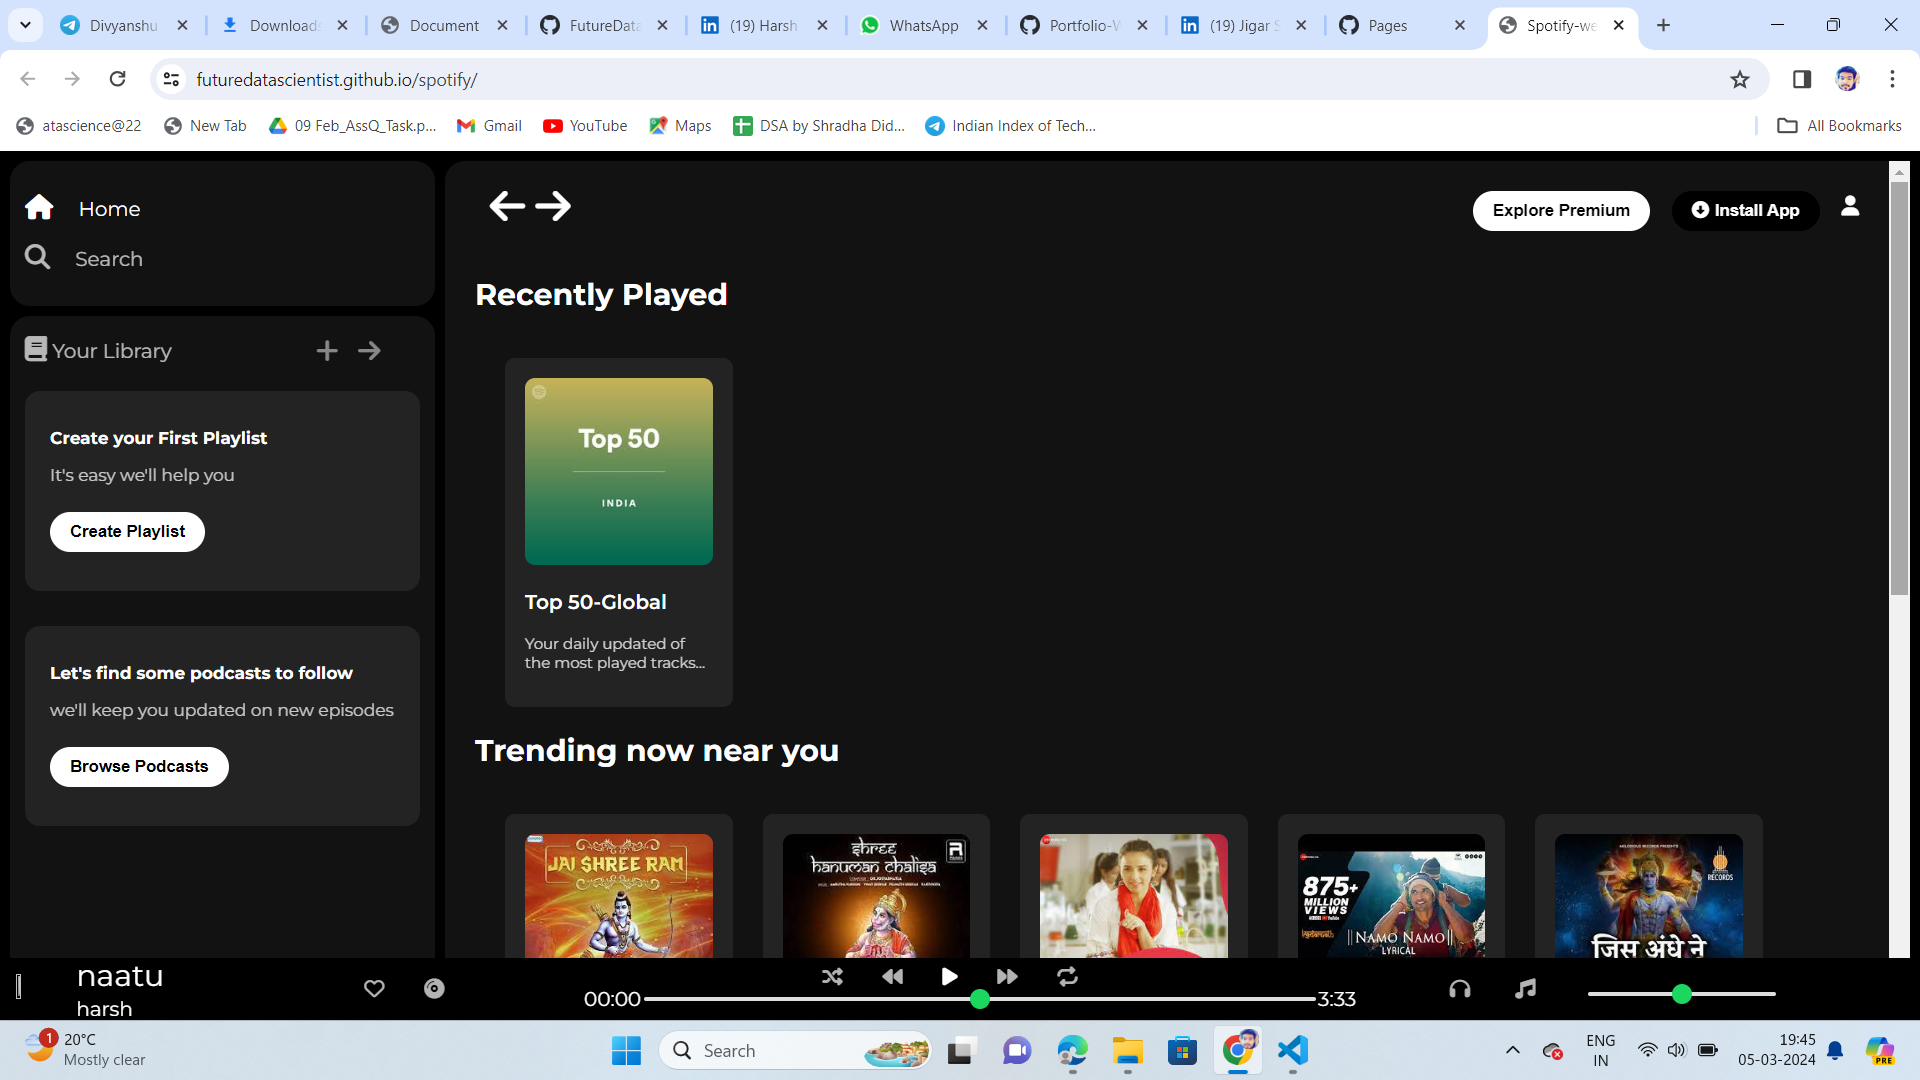 Divyanshu
Downloads
Document
FutureData
(19) Harsh
WhatsApp
Portfolio-W
(19) Jigar S
Pages
Spotify-we
futuredatascientist.github.io/spotify/
atascience@22
New Tab
09 Feb_AssQ_Task.p...
Gmail
YouTube
Maps
DSA by Shradha Did...
Indian Index of Tech...
All Bookmarks
Home
Search
Explore Premium
Install App
Your Library
Create your First Playlist
It's easy we'll help you
Create Playlist
Let's find some podcasts to follow
we'll keep you updated on new episodes
Browse Podcasts
Recently Played
Top 50
INDIA
Top 50-Global
Your daily updated of
the most played tracks...
Trending now near you
JAI SHREE RAM
shree
hanuman chalisa
875+
MILLION
VIEWS
||NAMO NAMO||
LYRICAL
RECORDS
जिस अंधे ने
naatu
harsh
00:00
3:33
1
20°C
Mostly clear
Search
ENG
IN
19:45
05-03-2024
PRE